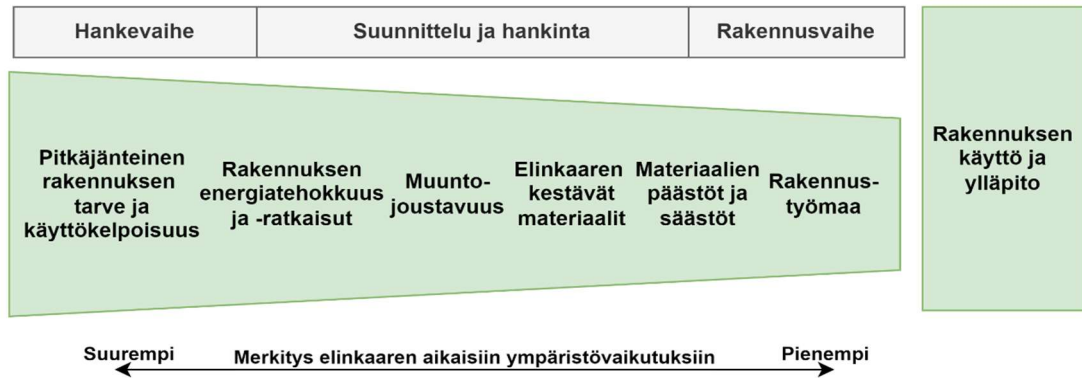 Hankevaihe
Suunnittelu ja hankinta
Rakennusvaihe
Pitkäjänteinen
rakennuksen
tarve ja
käyttökelpoisuus
Rakennuksen
energiatehokkuus
ja -ratkaisut
Muunto-
joustavuus
Elinkaaren
kestävät
materiaalit
Materiaalien
päästöt ja
säästöt
Rakennus-
työmaa
Rakennuksen
käyttö ja
ylläpito
Suurempi
Merkitys elinkaaren aikaisiin ympäristövaikutuksiin
Pienempi